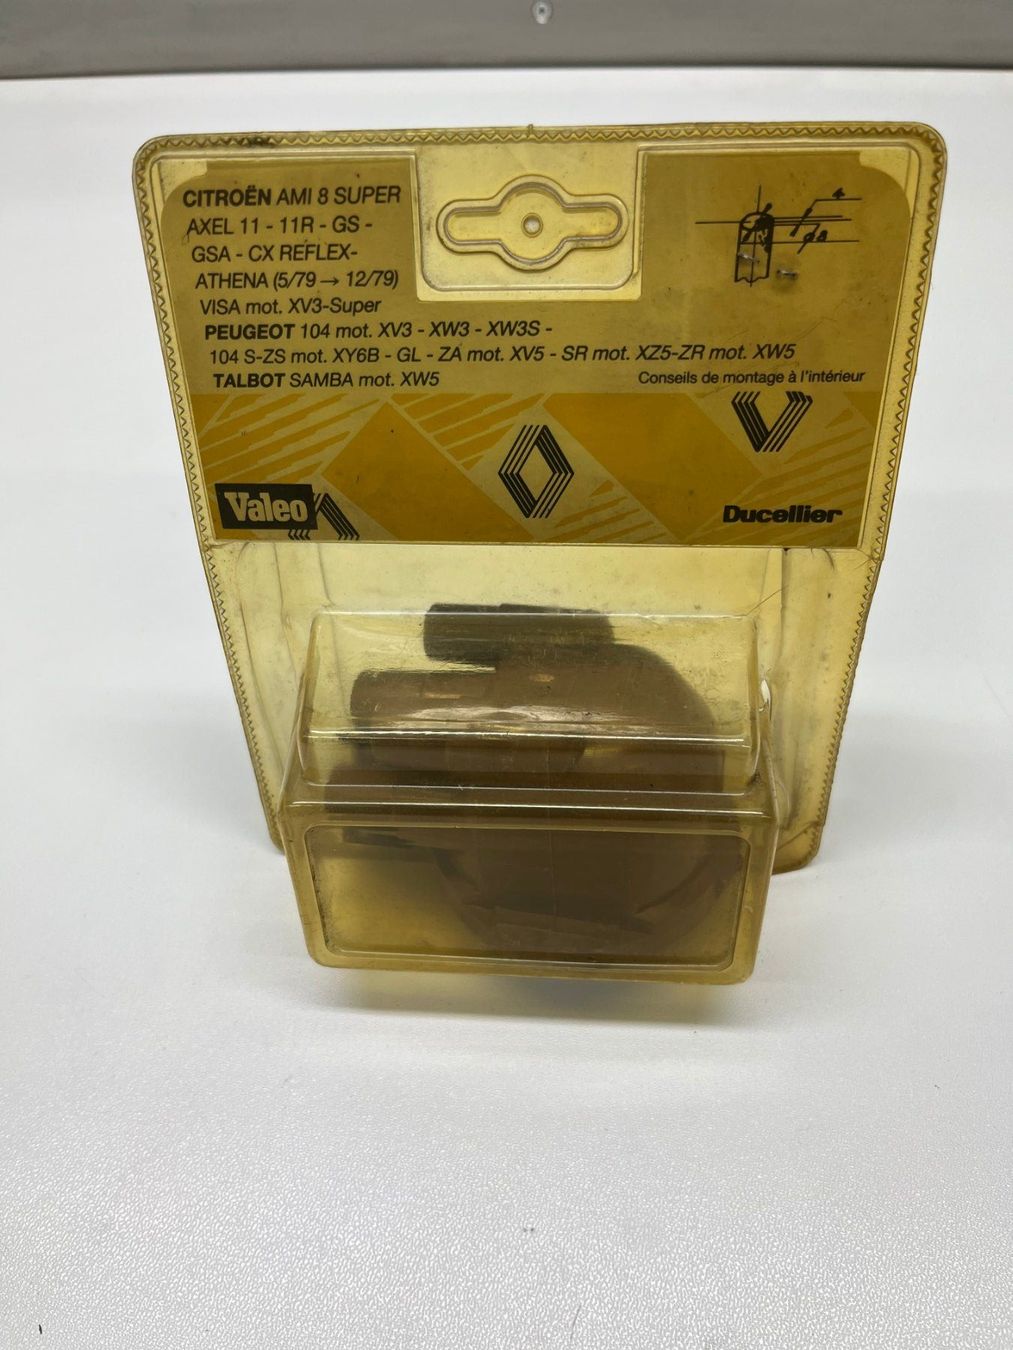 CITROËN AMI 8 SUPER
AXEL 11 - 11R - GS -
GSA - CX REFLEX-
ATHENA (5/79 → 12/79)
VISA mot. XV3-Super
PEUGEOT 104 mot. XV3 - XW3 - XW3S -
104 S-ZS mot. XY6B - GL - ZA mot. XV5 - SR mot. XZ5-ZR mot. XW5
TALBOT SAMBA mot. XW5
Conseils de montage à l'intérieur
Valeo
Ducellier